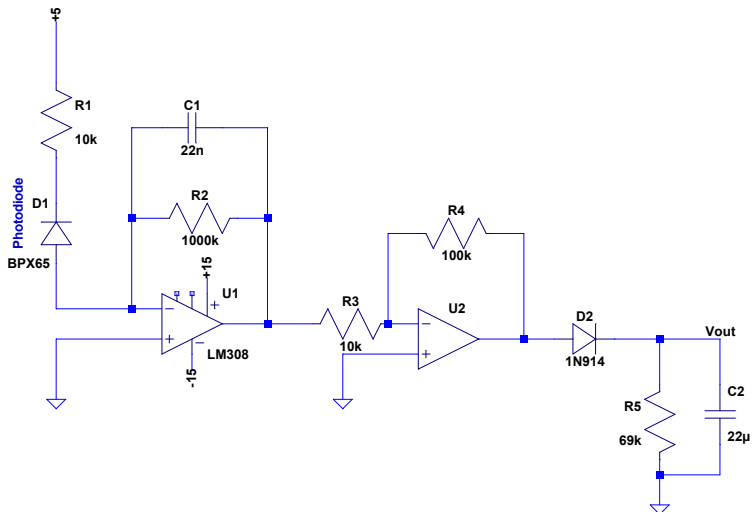 +5
R1
10k
Photodiode
D1
BPX65
C1
22n
R2
1000k
+15
U1
LM308
-15
R3
10k
R4
100k
U2
D2
1N914
Vout
R5
69k
C2
22µ